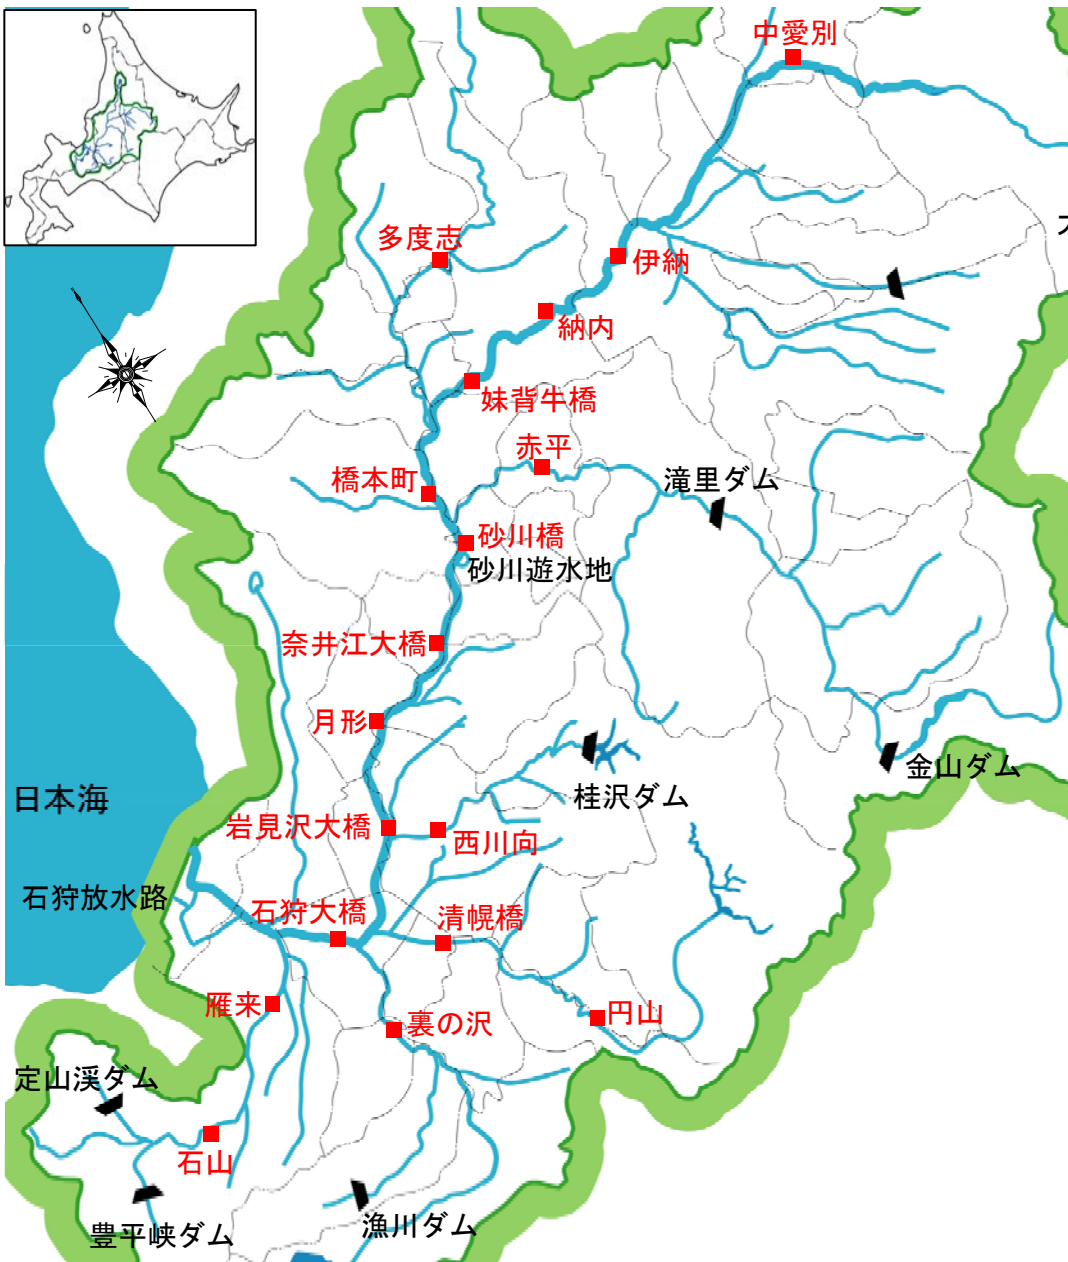 中愛別
多度志
伊納
納内
妹背牛橋
赤平
滝里ダム
橋本町
砂川橋
砂川遊水地
奈井江大橋
月形
金山ダム
桂沢ダム
日本海
岩見沢大橋
西川向
石狩放水路
石狩大橋
清幌橋
雁来
裏の沢
円山
定山渓ダム
石山
豊平峡ダム
漁川ダム